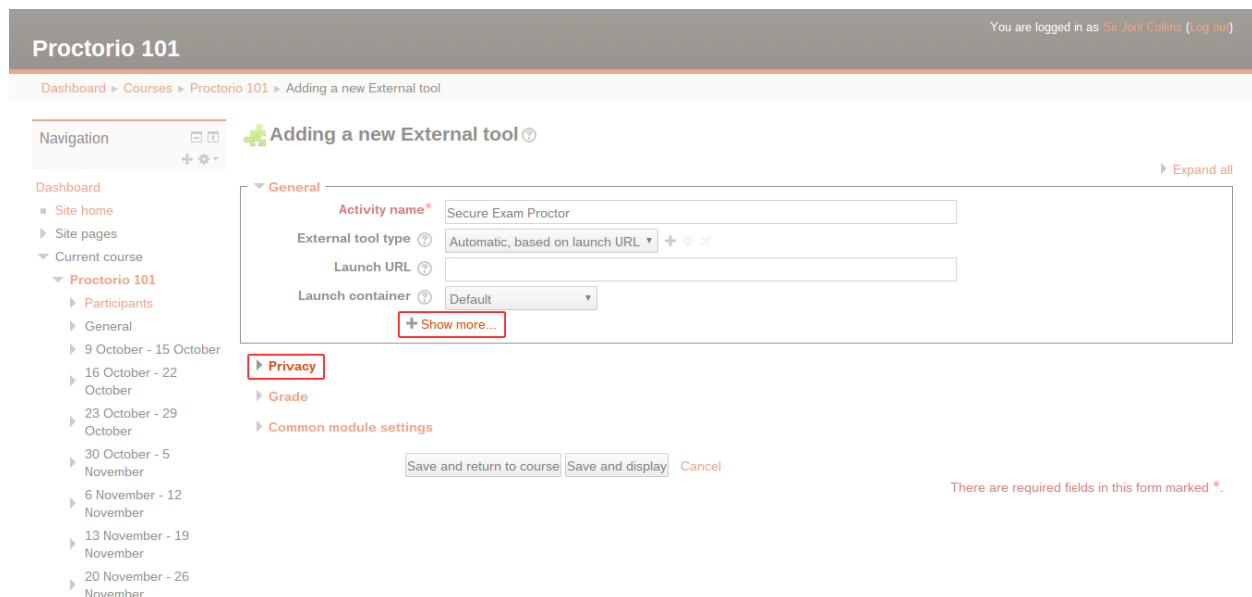 You are logged in as Sir Jonl Collins (Log out)
Proctorio 101
Dashboard ▸ Courses ▸ Proctorio 101 ▸ Adding a new External tool
Navigation
Adding a new External tool
Expand all
Dashboard
Site home
Site pages
Current course
Proctorio 101
Participants
General
9 October - 15 October
16 October - 22
October
23 October - 29
October
30 October - 5
November
6 November - 12
November
13 November - 19
November
20 November - 26
November
General
Activity name* Secure Exam Proctor
External tool type Automatic, based on launch URL
Launch URL
Launch container Default
Show more...
Privacy
Grade
Common module settings
Save and return to course Save and display Cancel
There are required fields in this form marked *.